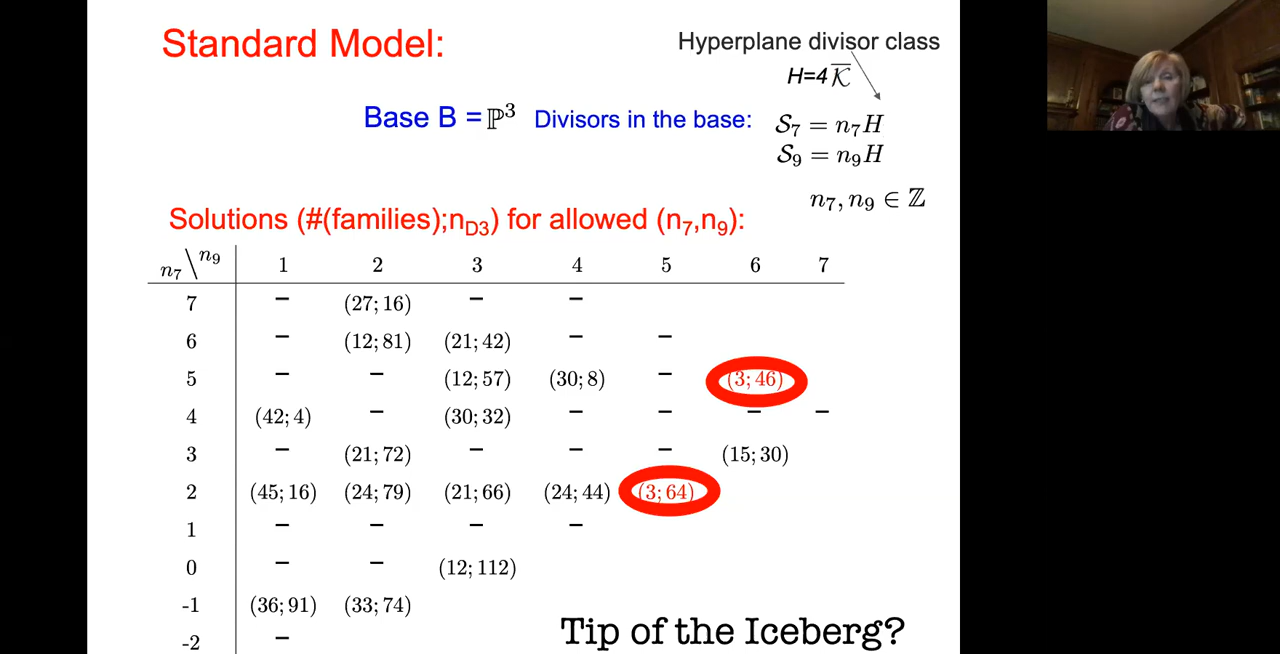 Standard Model:
Hyperplane divisor class
H=4K̄
Base B = ℙ³ Divisors in the base: 𝒮₇ = n₇H
𝒮₉ = n₉H
n₇, n₉ ∈ ℤ
Solutions (#(families);n_D3) for allowed (n₇,n₉):
n₇\n₉ 1 2 3 4 5 6 7
7 – (27; 16) – –
6 – (12; 81) (21; 42) – –
5 – – (12; 57) (30; 8) – (3; 46)
4 (42; 4) – (30; 32) – – – –
3 – (21; 72) – – – (15; 30)
2 (45; 16) (24; 79) (21; 66) (24; 44) (3; 64)
1 – – – –
0 – – (12; 112)
-1 (36; 91) (33; 74)
-2 –
Tip of the Iceberg?